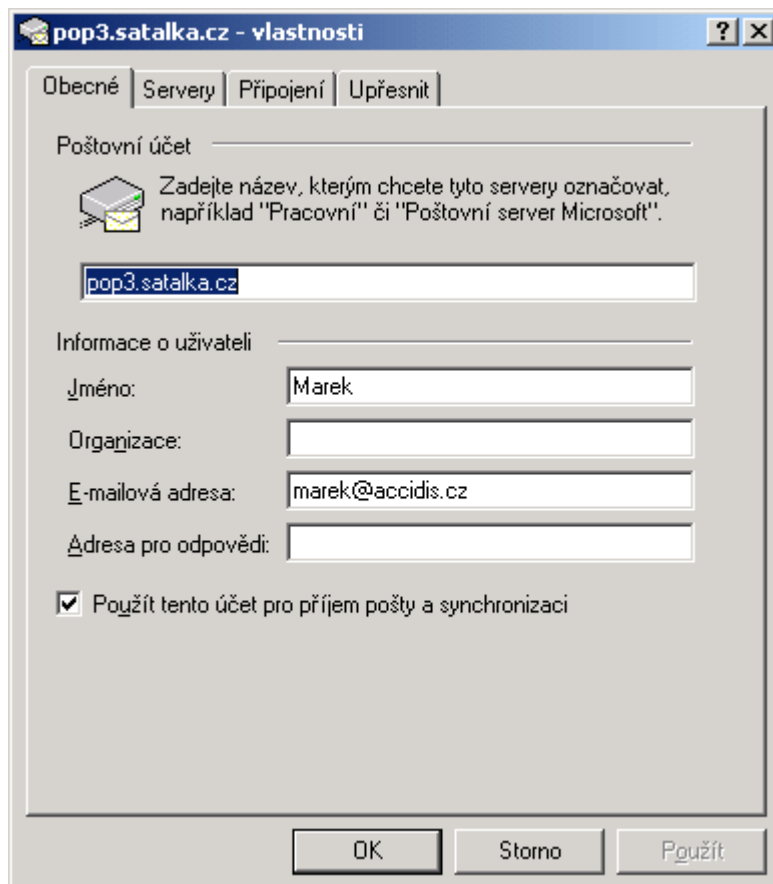 pop3.satalka.cz - vlastnosti
Obecné Servery Připojení Upřesnit
Poštovní účet
Zadejte název, kterým chcete tyto servery označovat,
například "Pracovní" či "Poštovní server Microsoft".
pop3.satalka.cz
Informace o uživateli
Jméno: Marek
Organizace:
E-mailová adresa: marek@accidis.cz
Adresa pro odpovědi:
Použít tento účet pro příjem pošty a synchronizaci
OK Storno Použít